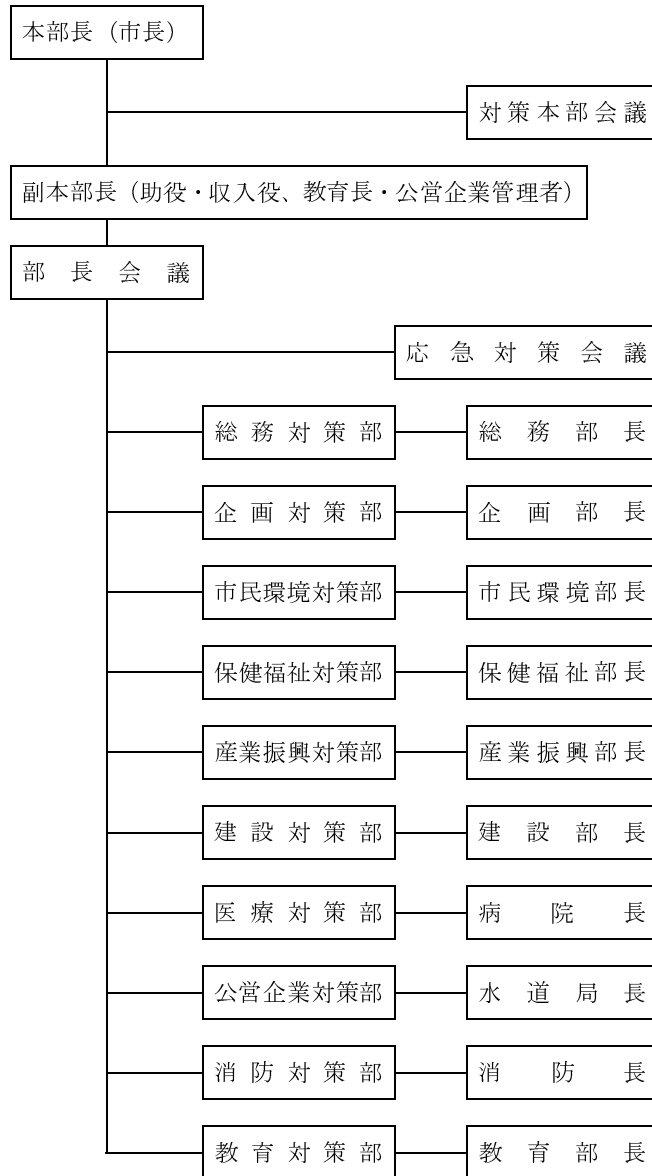 本部長（市長）
対策本部会議
副本部長（助役・収入役、教育長・公営企業管理者）
部長会議
応急対策会議
総務対策部 総務部長
企画対策部 企画部長
市民環境対策部 市民環境部長
保健福祉対策部 保健福祉部長
産業振興対策部 産業振興部長
建設対策部 建設部長
医療対策部 病院長
公営企業対策部 水道局長
消防対策部 消防長
教育対策部 教育部長